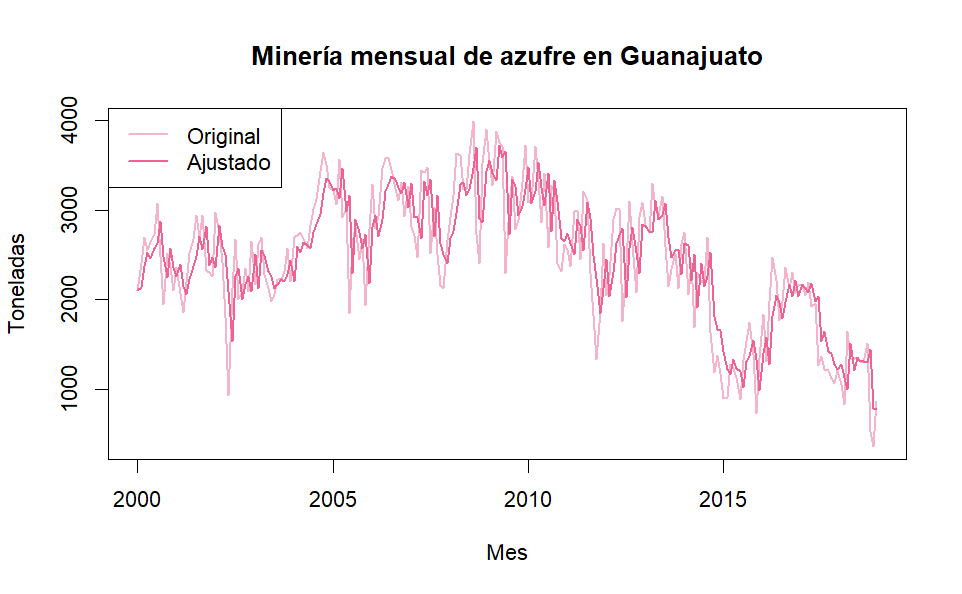 Minería mensual de azufre en Guanajuato
Original
Ajustado
Toneladas
4000
3000
2000
1000
2000
2005
2010
2015
Mes